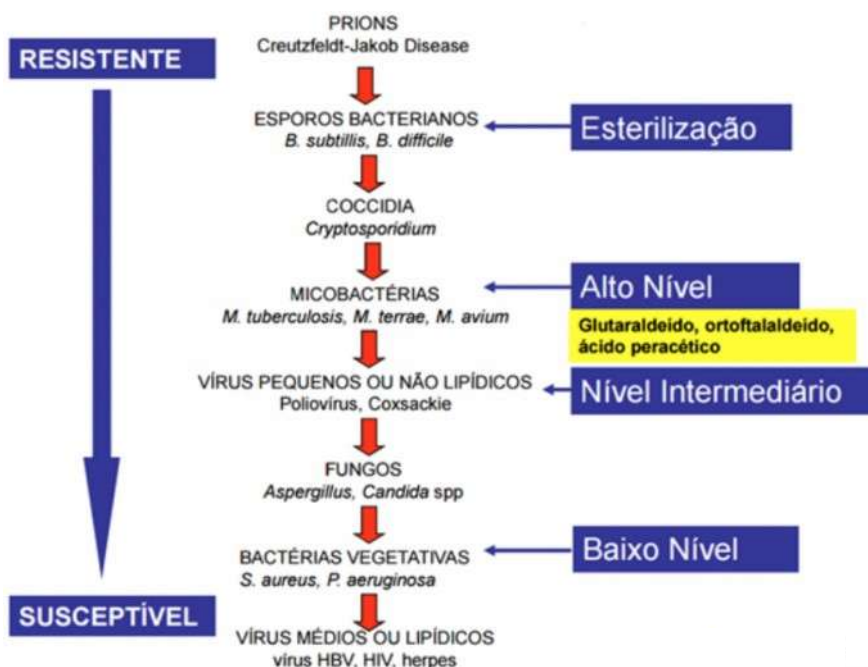 PRIONS
Creutzfeldt-Jakob Disease
RESISTENTE
ESPOROS BACTERIANOS
B. subtillis, B. difficile
Esterilização
COCCIDIA
Cryptosporidium
MICOBACTÉRIAS
M. tuberculosis, M. terrae, M. avium
Alto Nível
Glutaraldeido, ortoftalaldeido,
ácido peracético
VÍRUS PEQUENOS OU NÃO LIPÍDICOS
Poliovírus, Coxsackie
Nível Intermediário
FUNGOS
Aspergillus, Candida spp
BACTÉRIAS VEGETATIVAS
S. aureus, P. aeruginosa
Baixo Nível
SUSCEPTÍVEL
VÍRUS MÉDIOS OU LIPÍDICOS
vírus HBV, HIV, herpes